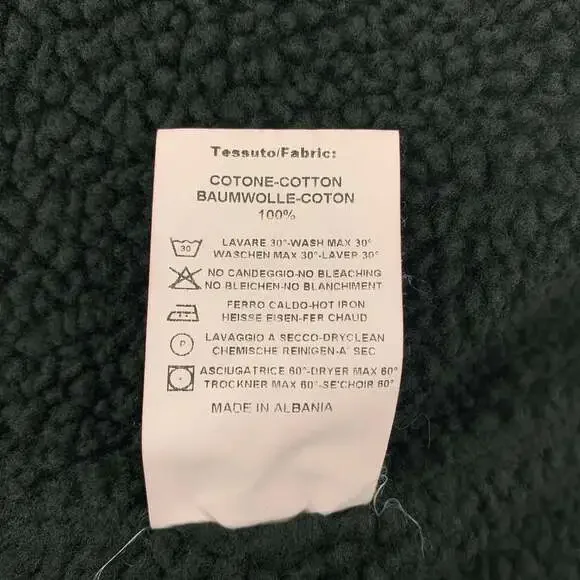 Tessuto/Fabric:
COTONE-COTTON
BAUMWOLLE-COTON
100%
30
LAVARE 30°-WASH MAX 30°
WASCHEN MAX 30°-LAVER 30°
NO CANDEGGIO-NO BLEACHING
NO BLEICHEN-NO BLANCHIMENT
FERRO CALDO-HOT IRON
HEISSE EISEN-FER CHAUD
P
LAVAGGIO A SECCO-DRYCLEAN
CHEMISCHE REINIGEN-A SEC
ASCIUGATRICE 60°-DRYER MAX 60°
TROCKNER MAX 60°-SE'CHOIR 60°
MADE IN ALBANIA